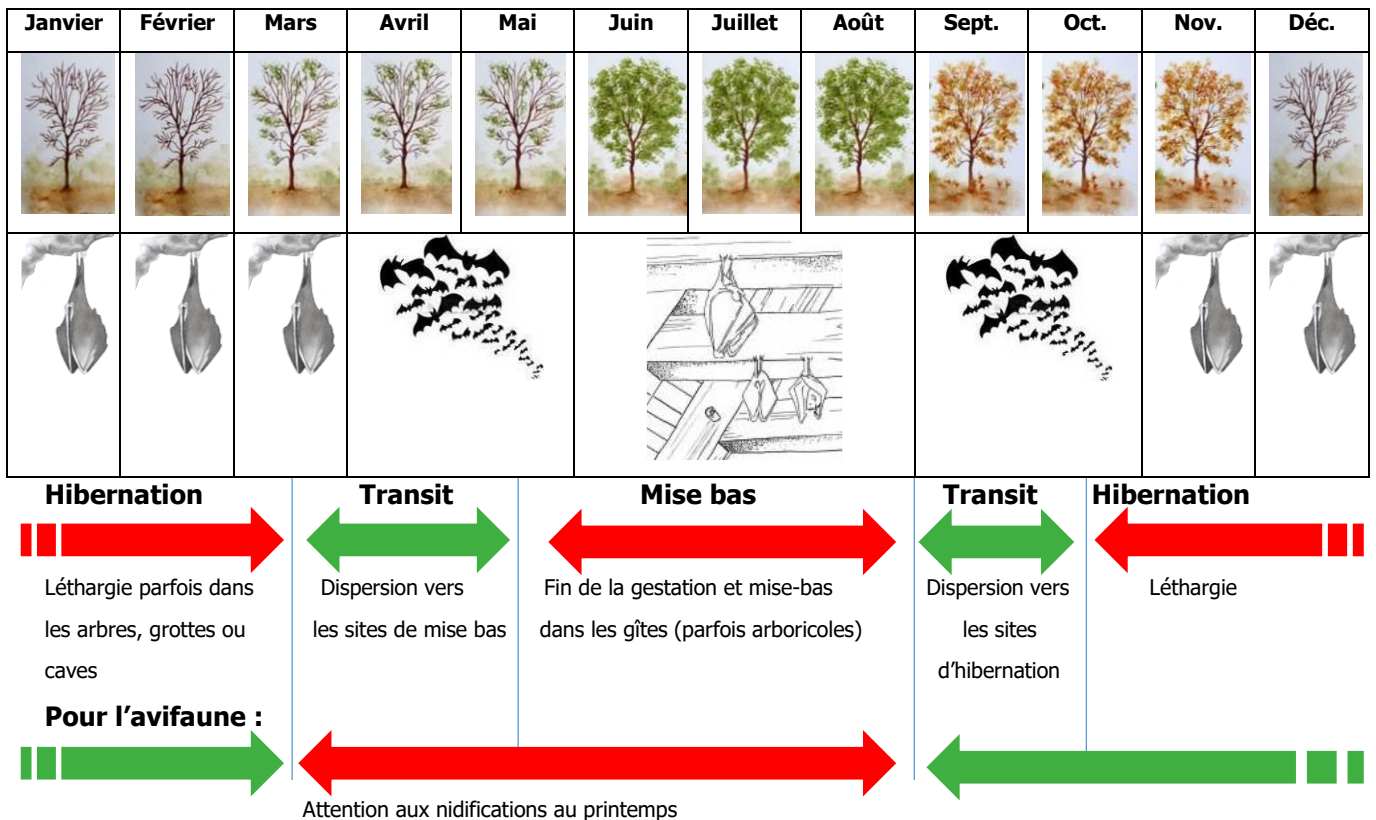 Janvier Février Mars Avril Mai Juin Juillet Août Sept. Oct. Nov. Déc.
Hibernation Transit Mise bas Transit Hibernation
Léthargie parfois dans
les arbres, grottes ou
caves
Dispersion vers
les sites de mise bas
Fin de la gestation et mise-bas
dans les gîtes (parfois arboricoles)
Dispersion vers
les sites
d’hibernation
Léthargie
Pour l’avifaune :
Attention aux nidifications au printemps